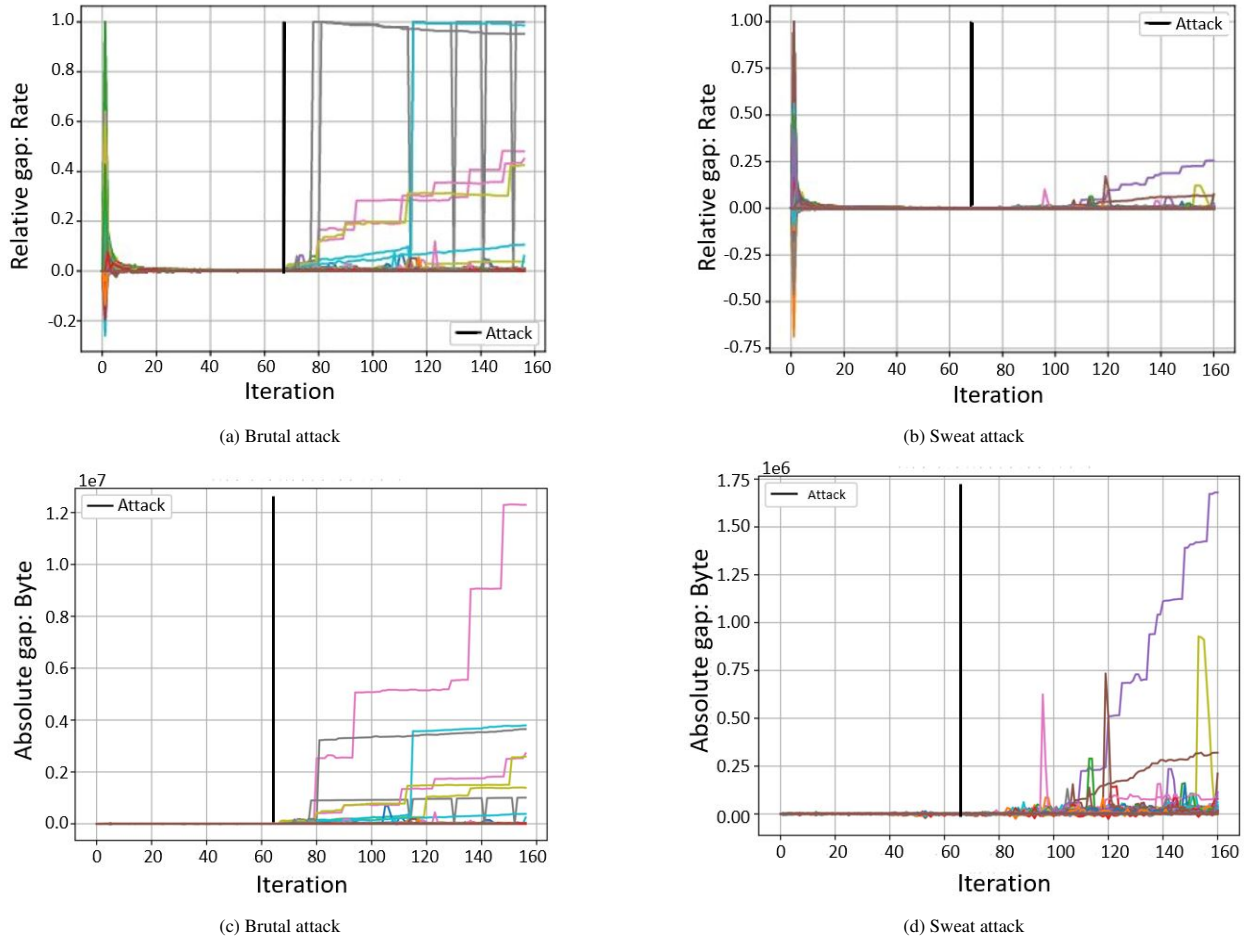 1.0
0.8
0.6
0.4
0.2
0.0
-0.2
Relative gap: Rate
Attack
0 20 40 60 80 100 120 140 160
Iteration
(a) Brutal attack
1.00
0.75
0.50
0.25
0.00
-0.25
-0.50
-0.75
Relative gap: Rate
Attack
0 20 40 60 80 100 120 140 160
Iteration
(b) Sweat attack
1e7
1.2
1.0
0.8
0.6
0.4
0.2
0.0
Absolute gap: Byte
Attack
0 20 40 60 80 100 120 140 160
Iteration
(c) Brutal attack
1e6
1.75
1.50
1.25
1.00
0.75
0.50
0.25
0.00
Absolute gap: Byte
Attack
0 20 40 60 80 100 120 140 160
Iteration
(d) Sweat attack